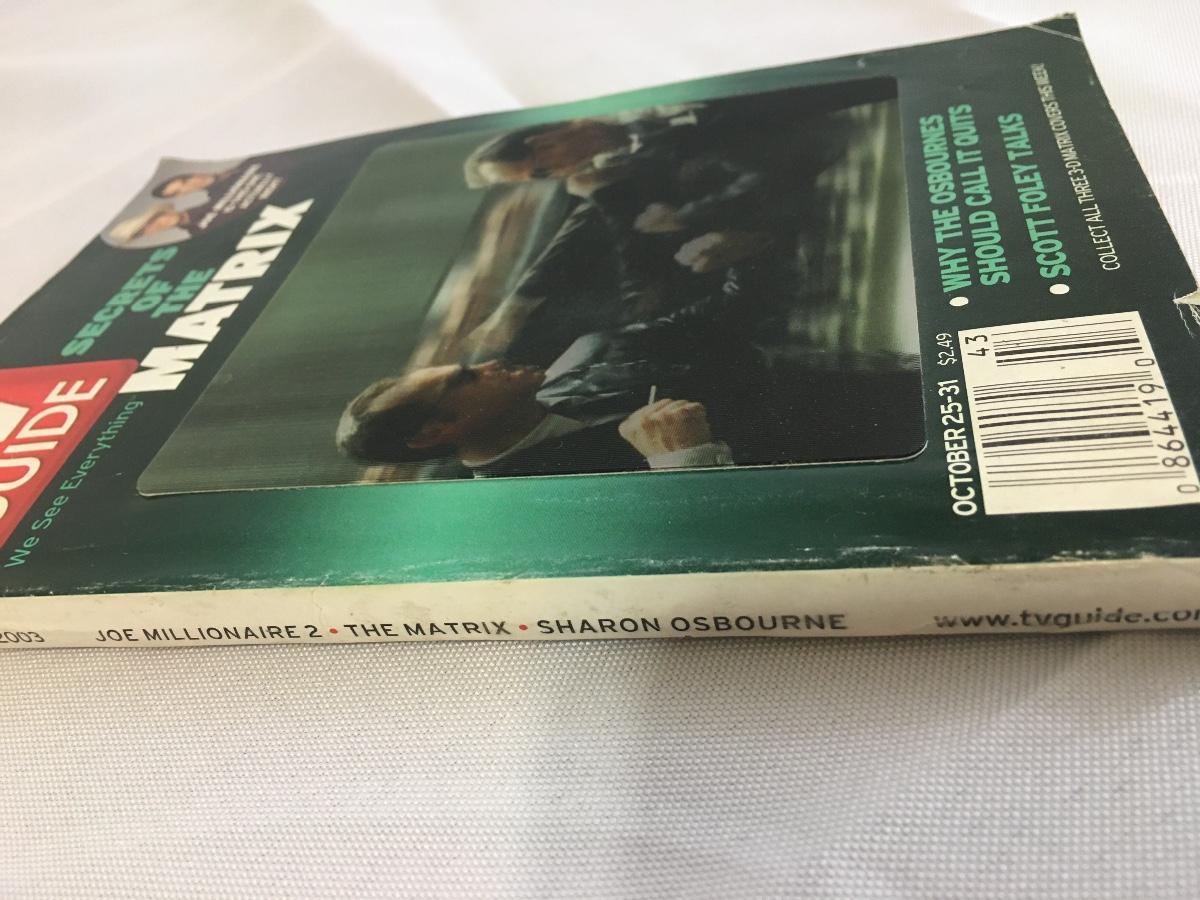 GUIDE
We See Everything
SECRETS
OF
THE
MATRIX
OCTOBER 25-31 $2.49
43
0 86441 9 0
• WHY THE OSBOURNES
SHOULD CALL IT QUITS
• SCOTT FOLEY TALKS
COLLECT ALL THREE 3-D MATRIX COVERS THIS WEEK!
2003 JOE MILLIONAIRE 2 • THE MATRIX • SHARON OSBOURNE www.tvguide.co